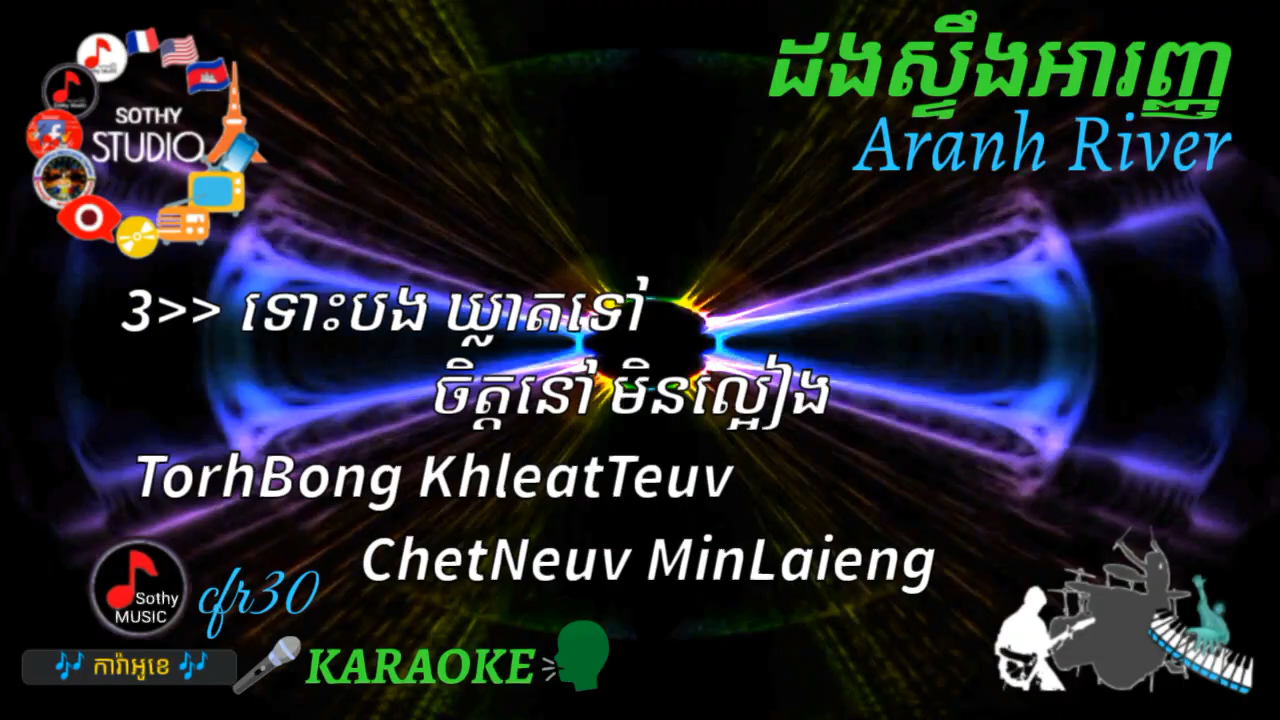 SOTHY
STUDIO
ដងស្ទឹងអារញ្ញ
Aranh River
3>> ទោះបង ឃ្លាតទៅ
ចិត្តនៅ មិនល្អៀង
TorhBong KhleatTeuv
ChetNeuv MinLaieng
Sothy
MUSIC
cfr30
ការ៉ាអូខេ
KARAOKE